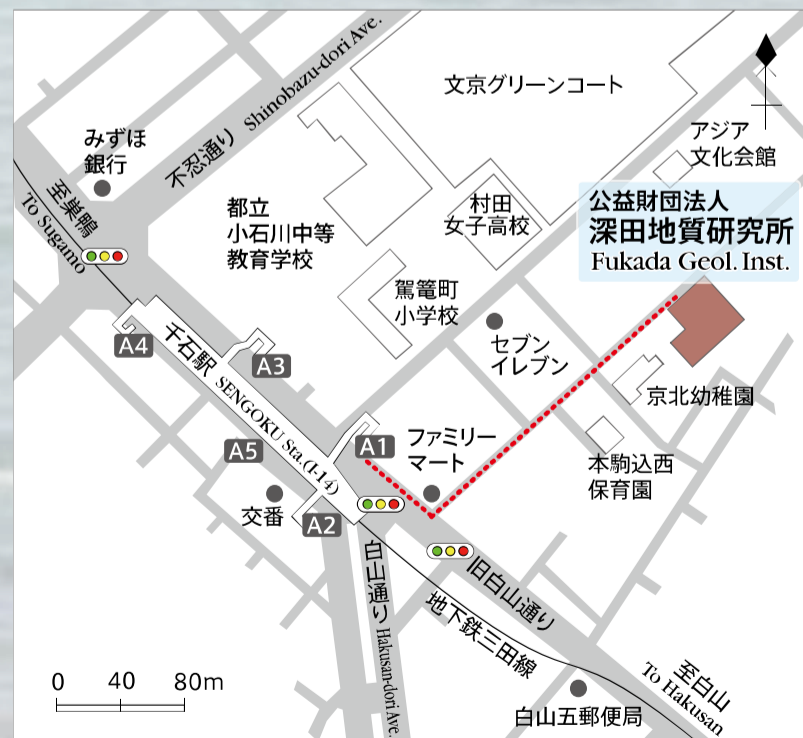 不忍通り Shinobazu-dori Ave.
文京グリーンコート
みずほ
銀行
アジア
文化会館
至巣鴨
To Sugamo
都立
小石川中等
教育学校
村田
女子高校
公益財団法人
深田地質研究所
Fukada Geol. Inst.
駕篭町
小学校
A4
千石駅 SENGOKU Sta.(I-14)
A3
セブン
イレブン
京北幼稚園
A5
A1
ファミリー
マート
本駒込西
保育園
交番
A2
白山通り Hakusan-dori Ave.
旧白山通り
地下鉄三田線
至白山
To Hakusan
白山五郵便局
0 40 80m